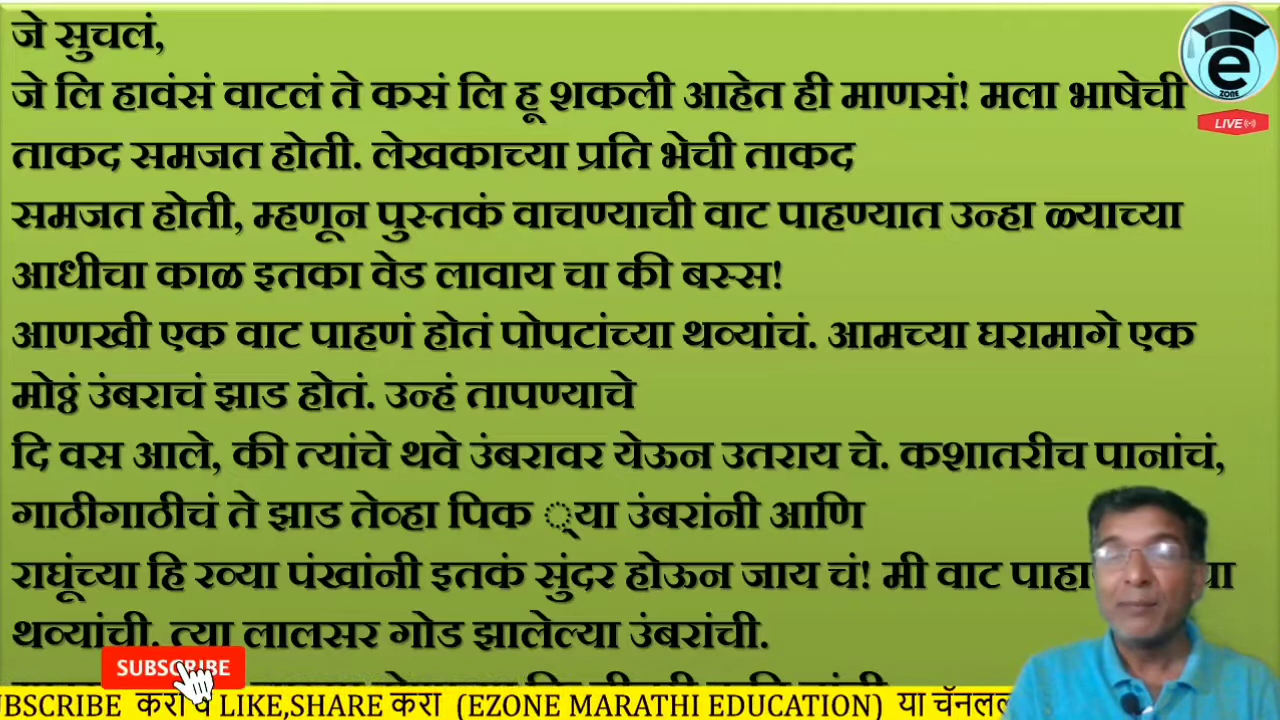 जे सुचलं,
जे लि हावंसं वाटलं ते कसं लि हू शकली आहेत ही माणसं! मला भाषेची
ताकद समजत होती. लेखकाच्या प्रति भेची ताकद
समजत होती, म्हणून पुस्तकं वाचण्याची वाट पाहण्यात उन्हा ळ्याच्या
आधीचा काळ इतका वेड लावाय चा की बस्स!
आणखी एक वाट पाहणं होतं पोपटांच्या थव्यांचं. आमच्या घरामागे एक
मोठ्ठं उंबराचं झाड होतं. उन्हं तापण्याचे
दि वस आले, की त्यांचे थवे उंबरावर येऊन उतराय चे. कशातरीच पानांचं,
गाठीगाठीचं ते झाड तेव्हा पिक ्या उंबरांनी आणि
राघूंच्या हि रव्या पंखांनी इतकं सुंदर होऊन जाय चं! मी वाट
थव्यांची. त्या लालसर गोड झालेल्या उंबरांची.
e
ZONE
LIVE
SUBSCRIBE
UBSCRIBE करा व LIKE,SHARE करा (EZONE MARATHI EDUCATION) या